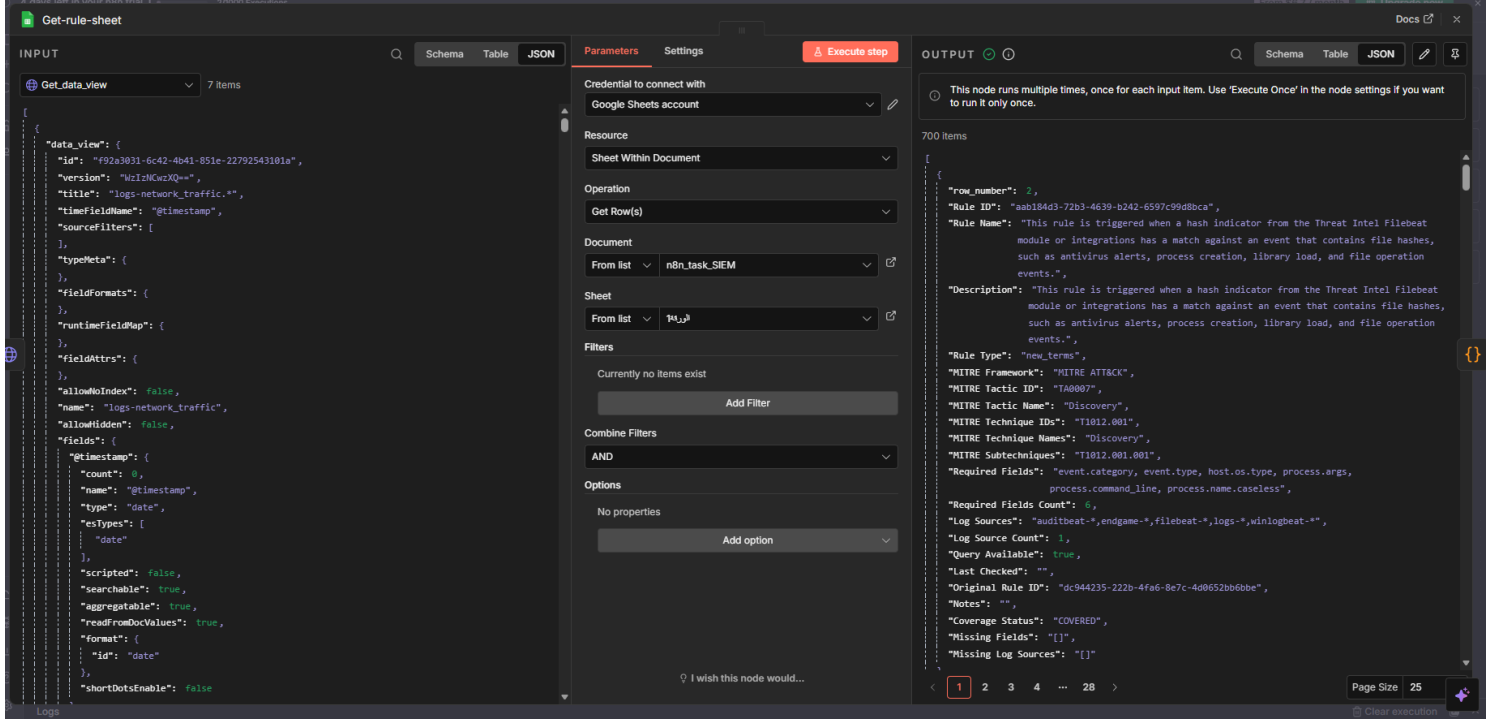 Get-rule-sheet
Docs
INPUT
Schema Table JSON
Get_data_view
7 items
[
{
"data_view": {
"id": "f92a3031-6c42-4b41-851e-22792543101a",
"version": "WzIzNCwzXQ==",
"title": "logs-network_traffic.*",
"timeFieldName": "@timestamp",
"sourceFilters": [
],
"typeMeta": {
},
"fieldFormats": {
},
"runtimeFieldMap": {
},
"fieldAttrs": {
},
"allowNoIndex": false,
"name": "logs-network_traffic",
"allowHidden": false,
"fields": {
"@timestamp": {
"count": 0,
"name": "@timestamp",
"type": "date",
"esTypes": [
"date"
],
"scripted": false,
"searchable": true,
"aggregatable": true,
"readFromDocValues": true,
"format": {
"id": "date"
},
"shortDotsEnable": false
Logs
Parameters Settings
Execute step
Credential to connect with
Google Sheets account
Resource
Sheet Within Document
Operation
Get Row(s)
Document
From list n8n_task_SIEM
Sheet
From list الورقة1
Filters
Currently no items exist
Add Filter
Combine Filters
AND
Options
No properties
Add option
I wish this node would...
OUTPUT
Schema Table JSON
This node runs multiple times, once for each input item. Use 'Execute Once' in the node settings if you want
to run it only once.
700 items
[
{
"row_number": 2,
"Rule ID": "aab184d3-72b3-4639-b242-6597c99d8bca",
"Rule Name": "This rule is triggered when a hash indicator from the Threat Intel Filebeat
module or integrations has a match against an event that contains file hashes,
such as antivirus alerts, process creation, library load, and file operation
events.",
"Description": "This rule is triggered when a hash indicator from the Threat Intel Filebeat
module or integrations has a match against an event that contains file hashes,
such as antivirus alerts, process creation, library load, and file operation
events.",
"Rule Type": "new_terms",
"MITRE Framework": "MITRE ATT&CK",
"MITRE Tactic ID": "TA0007",
"MITRE Tactic Name": "Discovery",
"MITRE Technique IDs": "T1012.001",
"MITRE Technique Names": "Discovery",
"MITRE Subtechniques": "T1012.001.001",
"Required Fields": "event.category, event.type, host.os.type, process.args,
process.command_line, process.name.caseless",
"Required Fields Count": 6,
"Log Sources": "auditbeat-*,endgame-*,filebeat-*,logs-*,winlogbeat-*",
"Log Source Count": 1,
"Query Available": true,
"Last Checked": "",
"Original Rule ID": "dc944235-222b-4fa6-8e7c-4d0652bb6bbe",
"Notes": "",
"Coverage Status": "COVERED",
"Missing Fields": "[]",
"Missing Log Sources": "[]"
1 2 3 4 ... 28
Page Size 25
Clear execution